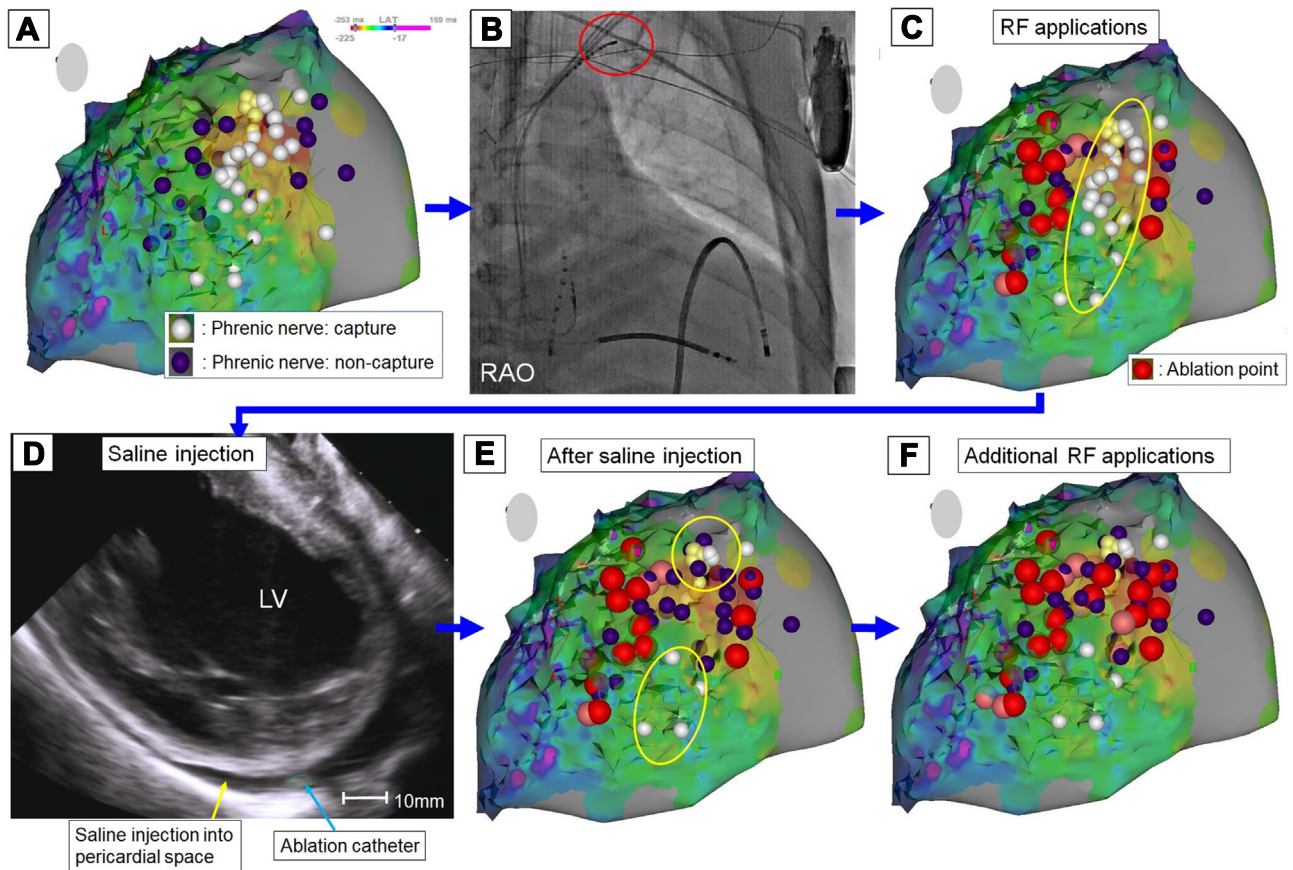 A
-253 ms LAT 169 ms
-225 -17
L
: Phrenic nerve: capture
: Phrenic nerve: non-capture
B
RAO
C
RF applications
R
: Ablation point
D
Saline injection
LV
10mm
Saline injection into
pericardial space
Ablation catheter
E
After saline injection
R
F
Additional RF applications
R